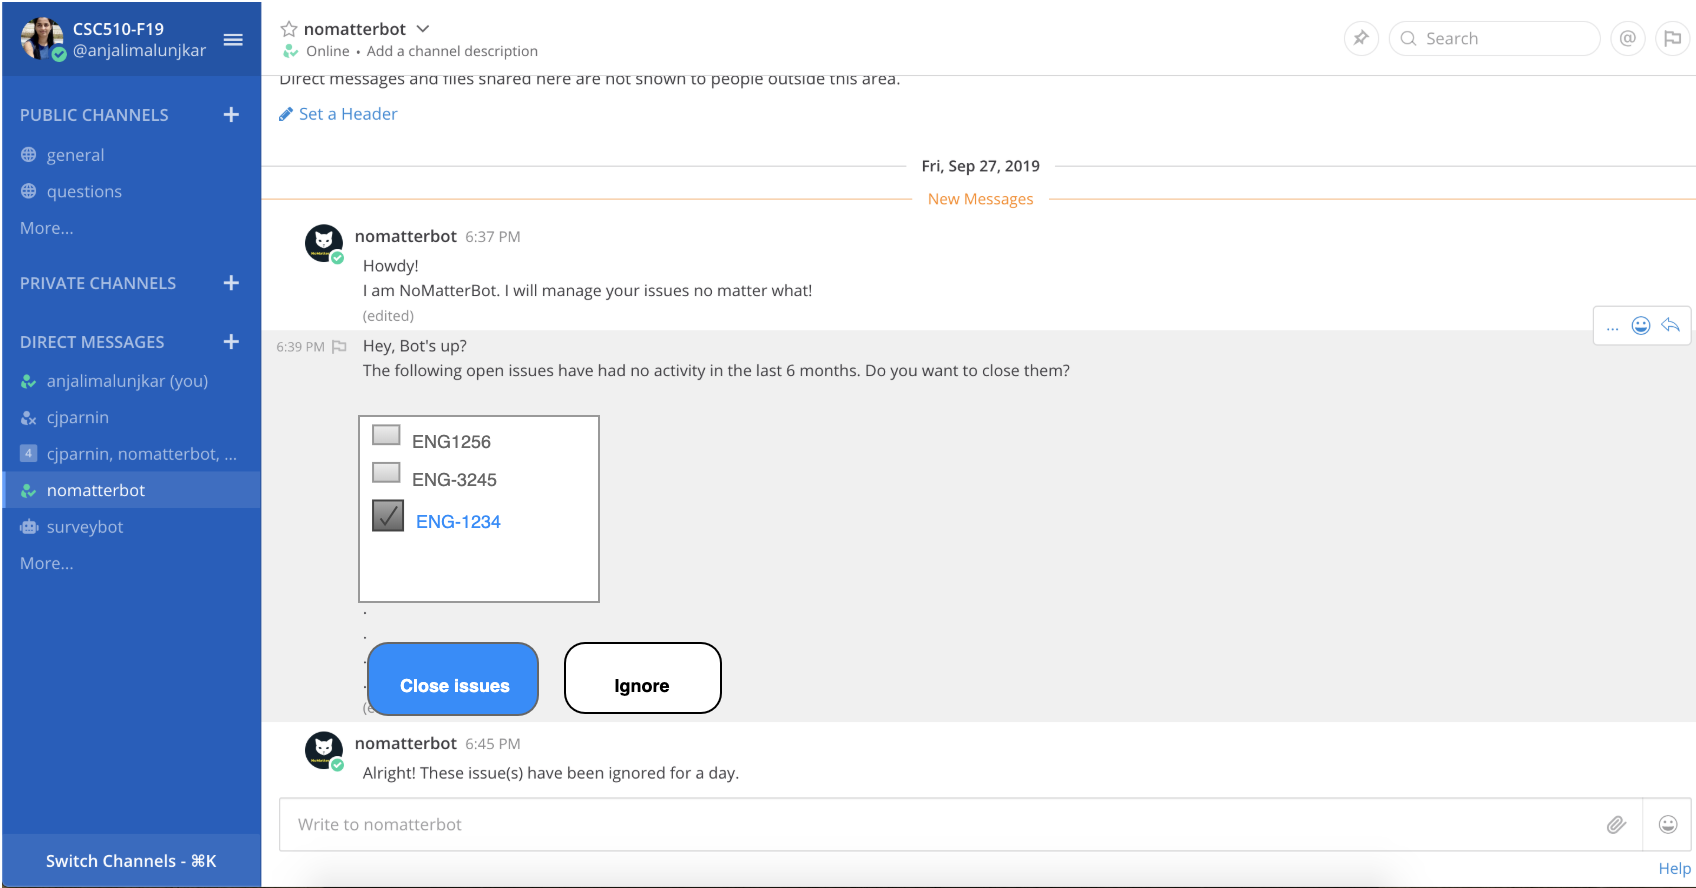 CSC510-F19
@anjalimalunjkar
PUBLIC CHANNELS +
general
questions
More...
PRIVATE CHANNELS +
DIRECT MESSAGES +
anjalimalunjkar (you)
cjparnin
4 cjparnin, nomatterbot, ...
nomatterbot
surveybot
More...
Switch Channels - ⌘K
nomatterbot
Online • Add a channel description
Search
@
Direct messages and files shared here are not shown to people outside this area.
Set a Header
Fri, Sep 27, 2019
New Messages
nomatterbot 6:37 PM
Howdy!
I am NoMatterBot. I will manage your issues no matter what!
(edited)
...
6:39 PM Hey, Bot's up?
The following open issues have had no activity in the last 6 months. Do you want to close them?
ENG1256
ENG-3245
ENG-1234
.
.
.
.
Close issues Ignore
nomatterbot 6:45 PM
Alright! These issue(s) have been ignored for a day.
Write to nomatterbot
Help